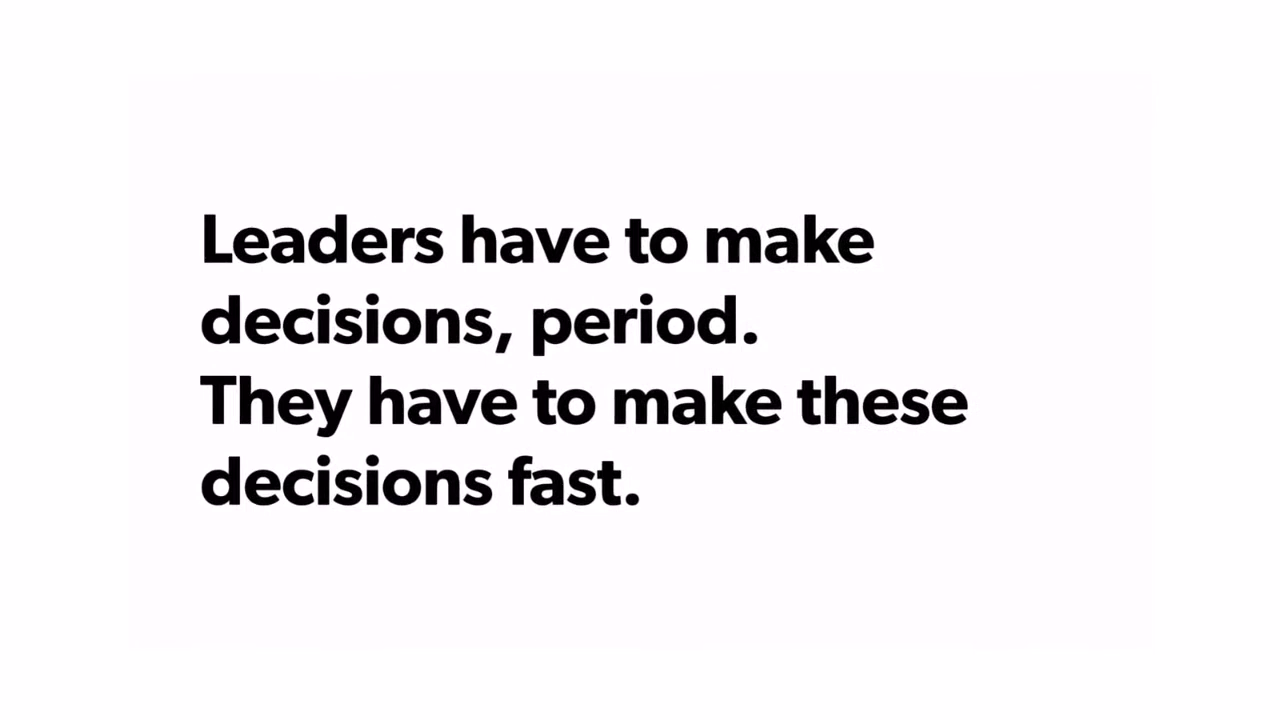 Leaders have to make
decisions, period.
They have to make these
decisions fast.